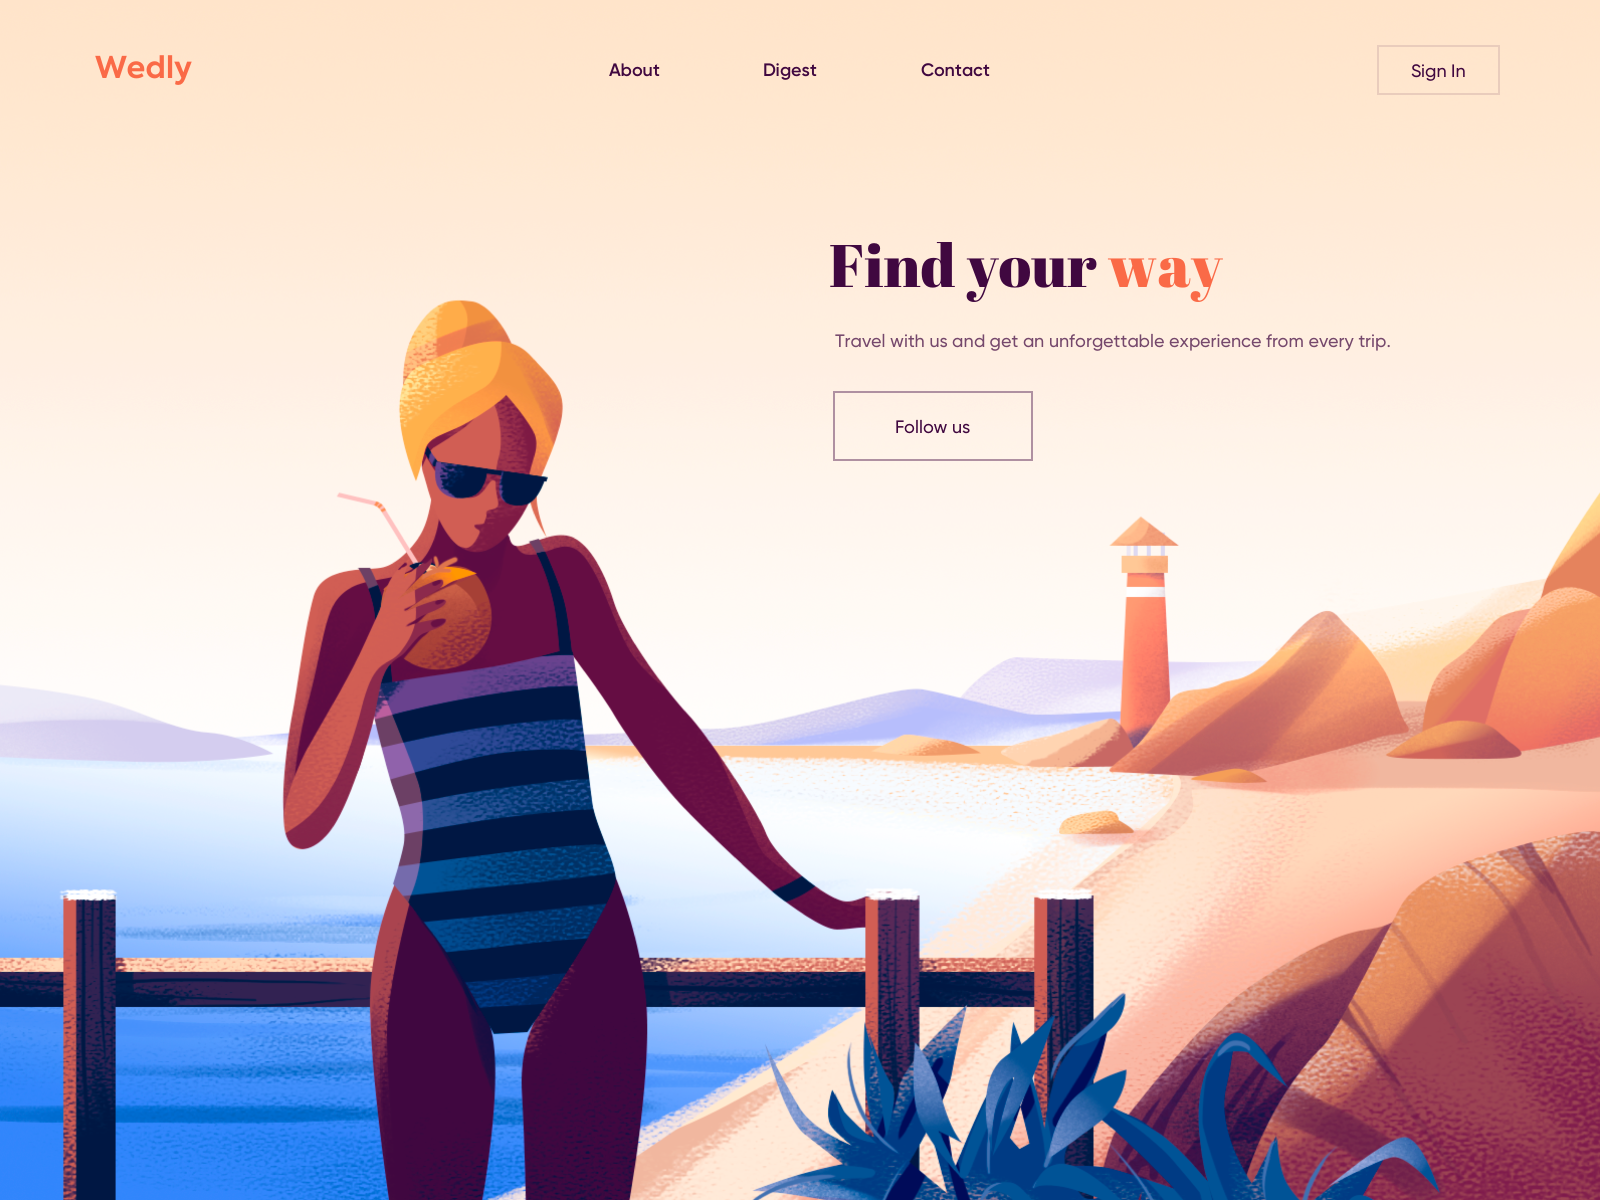 Wedly
About
Digest
Contact
Sign In
Find your way
Travel with us and get an unforgettable experience from every trip.
Follow us